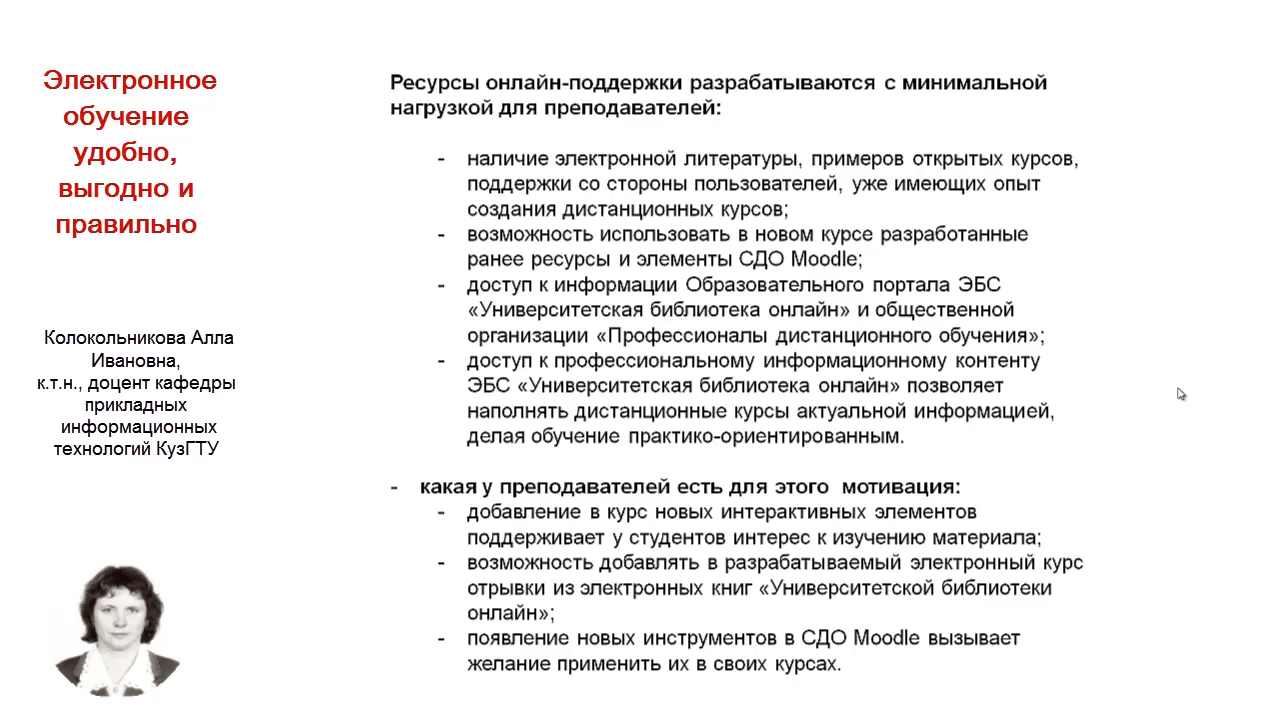 Электронное
обучение
удобно,
выгодно и
правильно
Колокольникова Алла
Ивановна,
к.т.н., доцент кафедры
прикладных
информационных
технологий КузГТУ
Ресурсы онлайн-поддержки разрабатываются с минимальной
нагрузкой для преподавателей:
- наличие электронной литературы, примеров открытых курсов,
поддержки со стороны пользователей, уже имеющих опыт
создания дистанционных курсов;
- возможность использовать в новом курсе разработанные
ранее ресурсы и элементы СДО Moodle;
- доступ к информации Образовательного портала ЭБС
«Университетская библиотека онлайн» и общественной
организации «Профессионалы дистанционного обучения»;
- доступ к профессиональному информационному контенту
ЭБС «Университетская библиотека онлайн» позволяет
наполнять дистанционные курсы актуальной информацией,
делая обучение практико-ориентированным.
- какая у преподавателей есть для этого мотивация:
- добавление в курс новых интерактивных элементов
поддерживает у студентов интерес к изучению материала;
- возможность добавлять в разрабатываемый электронный курс
отрывки из электронных книг «Университетской библиотеки
онлайн»;
- появление новых инструментов в СДО Moodle вызывает
желание применить их в своих курсах.